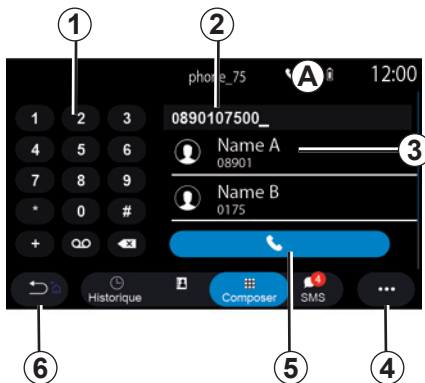 1
2
phone_75
A
12:00
1 2 3
0890107500_
4 5 6
Name A
3
08901
7 8 9
Name B
* 0 #
0175
+
Historique
Composer
4
SMS
...
6
5
4